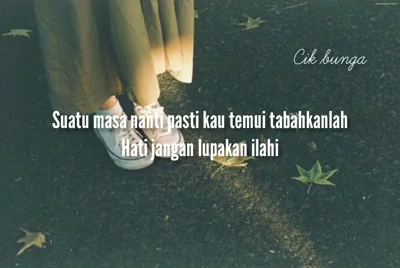 Cik bunga
Suatu masa nanti pasti kau temui tabahkanlah
Hati jangan lupakan ilahi